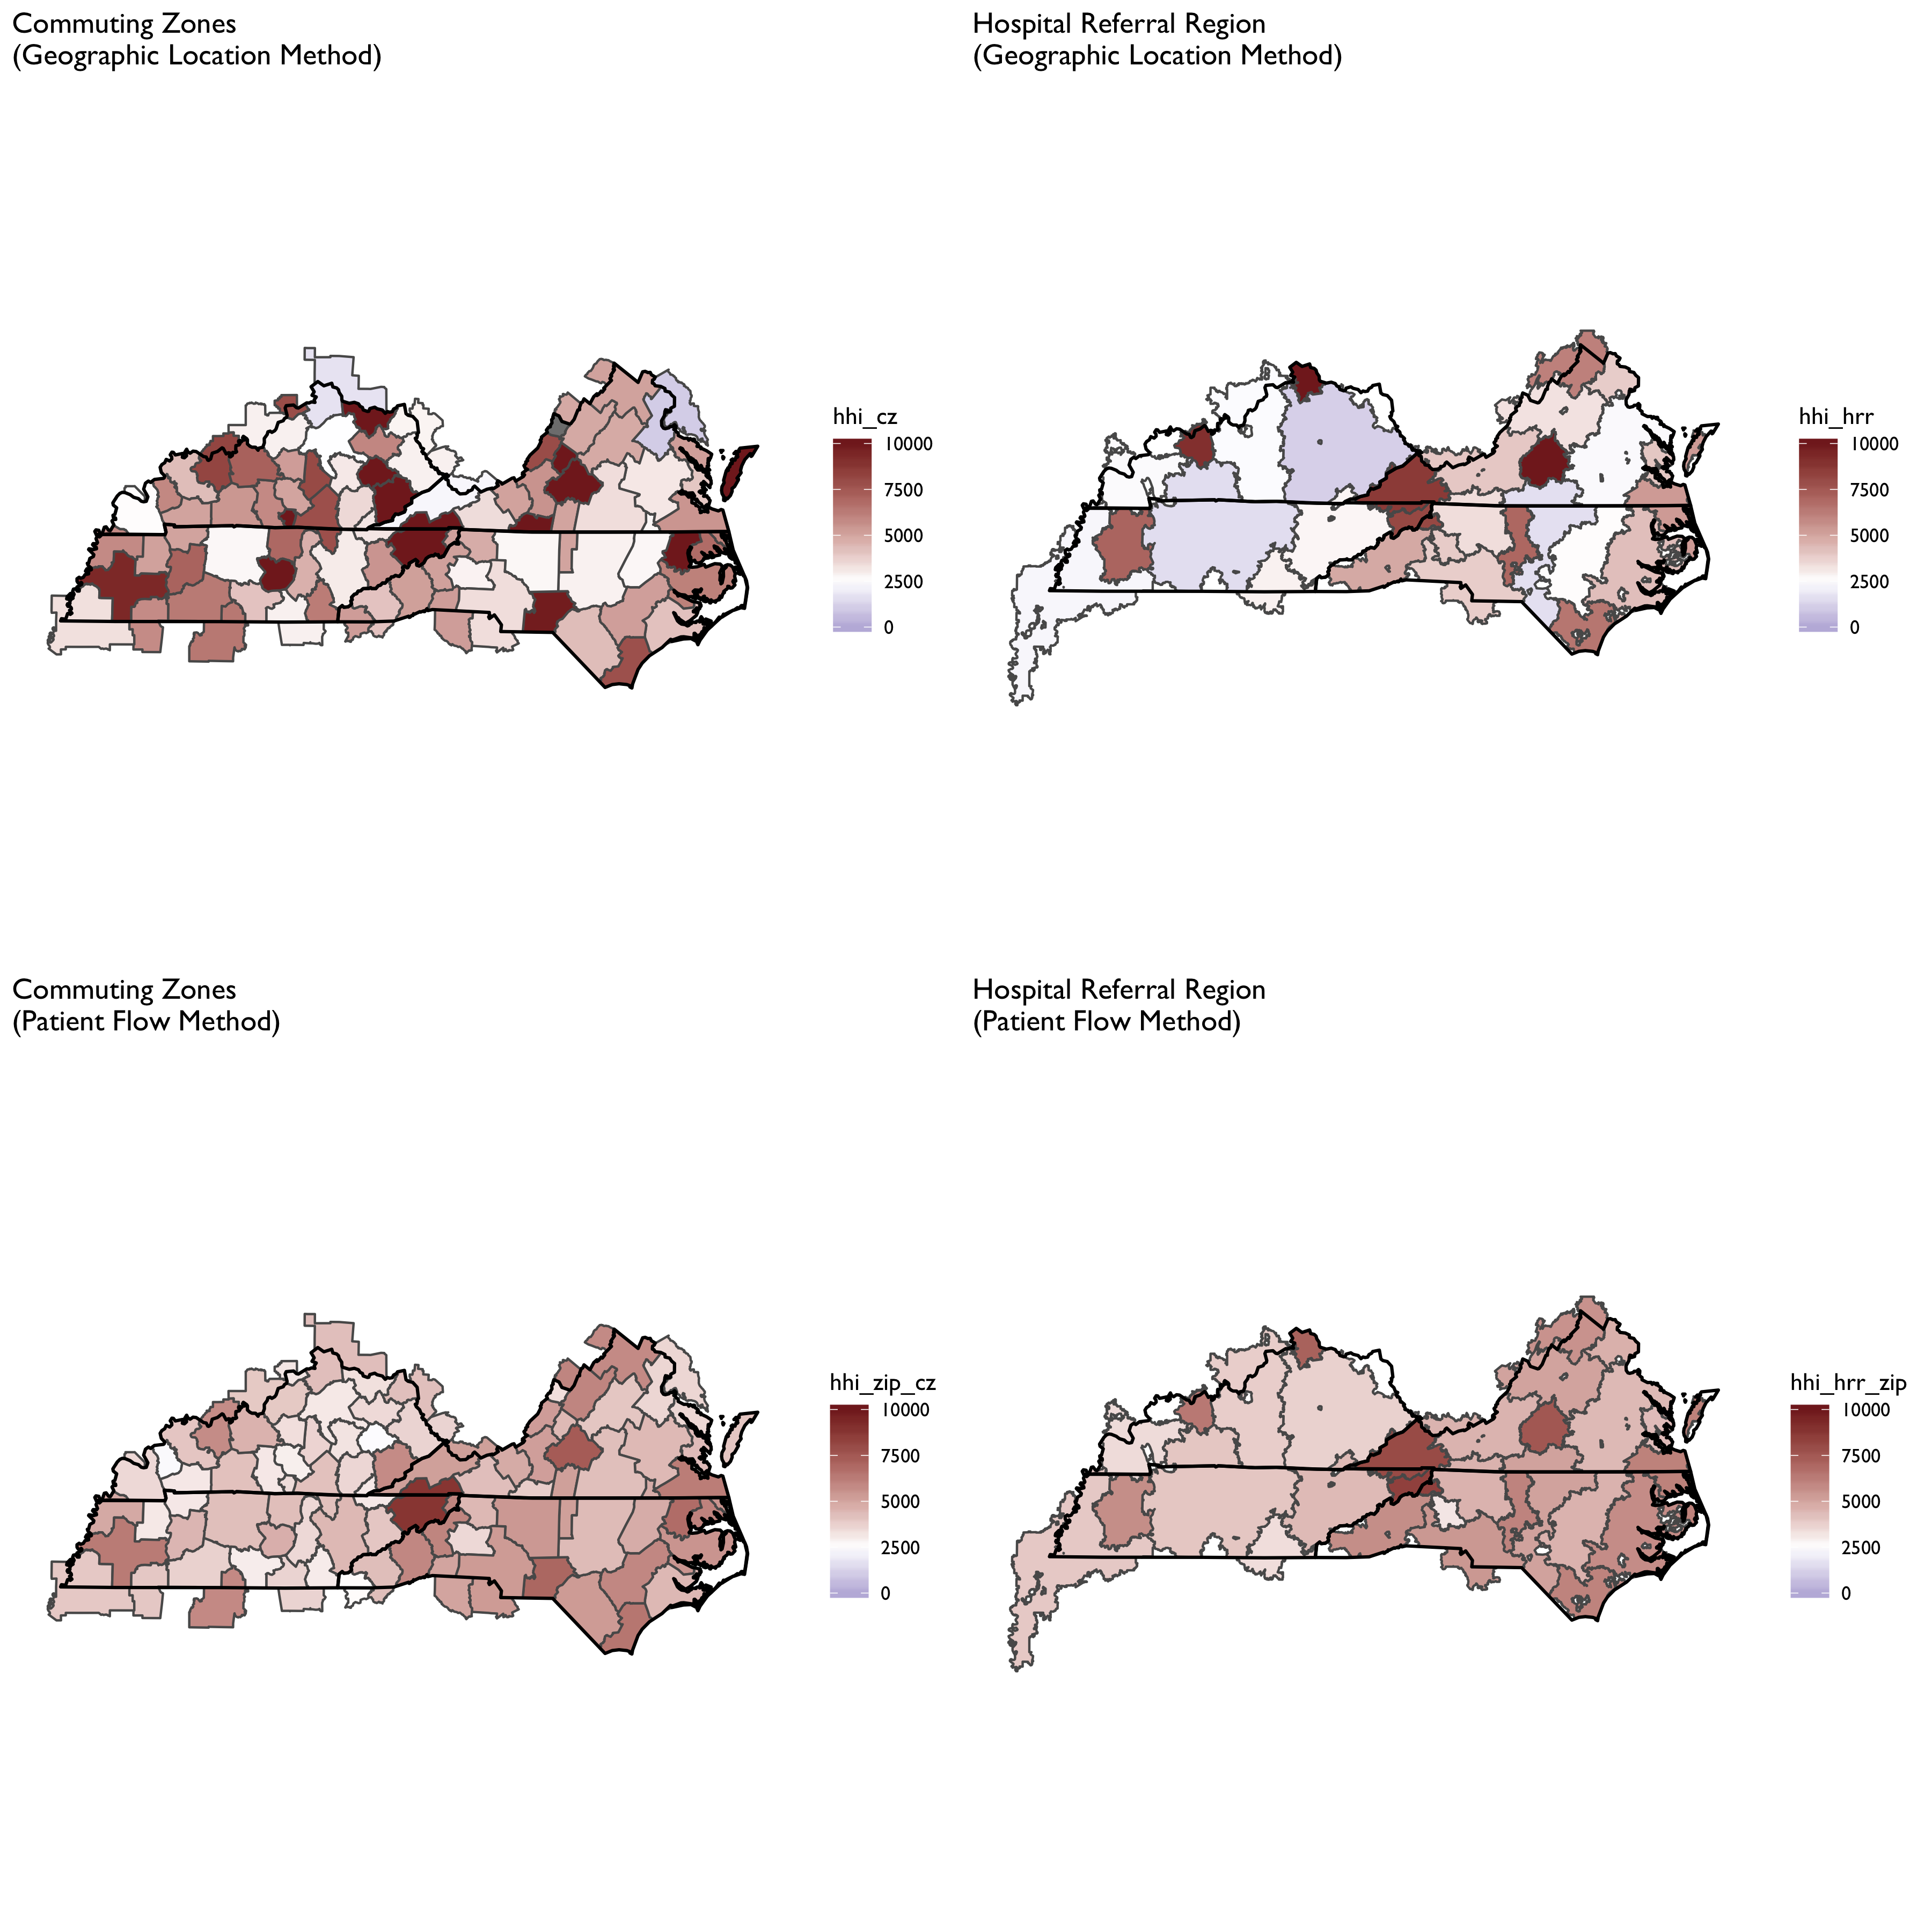 Commuting Zones
(Geographic Location Method)
hhi_cz
10000
7500
5000
2500
0
Hospital Referral Region
(Geographic Location Method)
hhi_hrr
10000
7500
5000
2500
0
Commuting Zones
(Patient Flow Method)
hhi_zip_cz
10000
7500
5000
2500
0
Hospital Referral Region
(Patient Flow Method)
hhi_hrr_zip
10000
7500
5000
2500
0